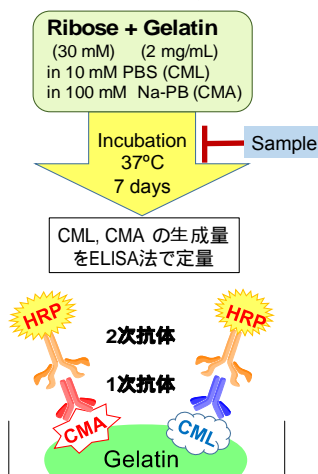 Ribose + Gelatin
(30 mM) (2 mg/mL)
in 10 mM PBS (CML)
in 100 mM Na-PB (CMA)
Incubation
37ºC
7 days
Sample
CML, CMA の生成量
をELISA法で定量
HRP
HRP
2次抗体
1次抗体
CMA
CML
Gelatin